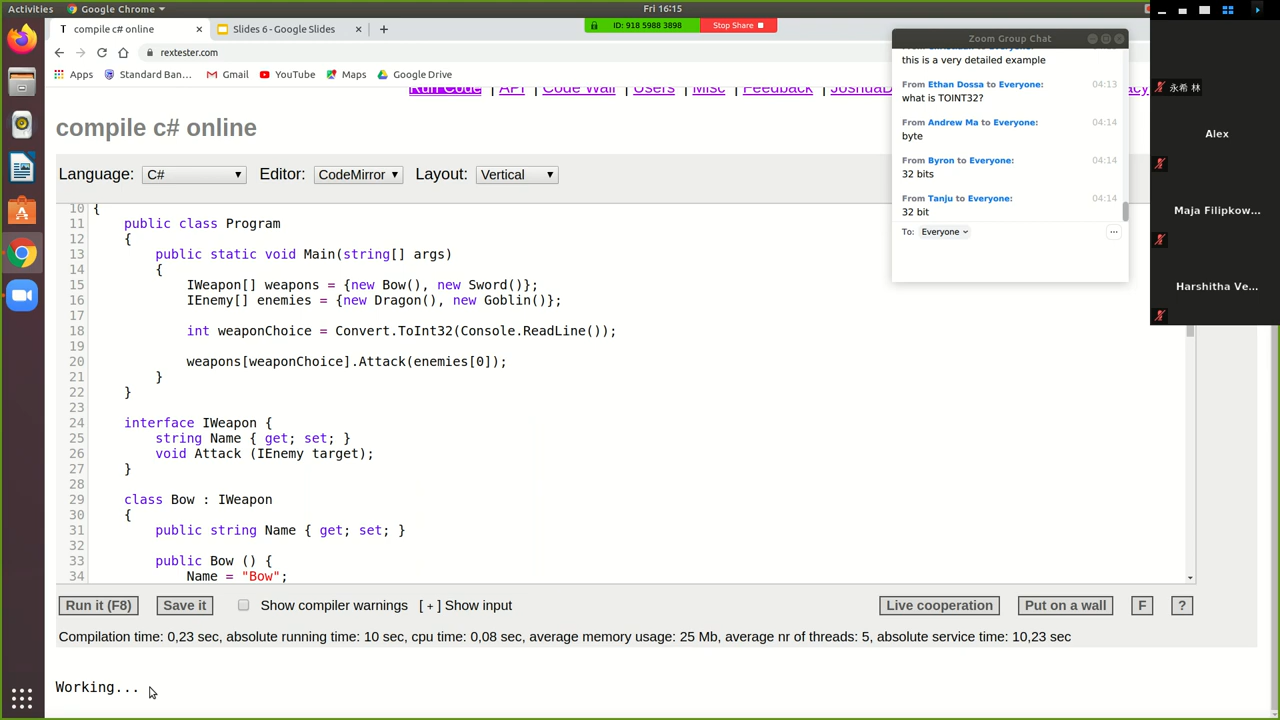 Activities
Google Chrome
Fri 16:15
T compile c# online
Slides 6 - Google Slides
ID: 918 5988 3898
Stop Share
rextester.com
Apps
Standard Ban...
Gmail
YouTube
Maps
Google Drive
Run Code | API | Code Wall | Users | Misc | Feedback |
compile c# online
Language: C# Editor: CodeMirror Layout: Vertical
10 {
11 public class Program
12 {
13 public static void Main(string[] args)
14 {
15 IWeapon[] weapons = {new Bow(), new Sword()};
16 IEnemy[] enemies = {new Dragon(), new Goblin()};
17
18 int weaponChoice = Convert.ToInt32(Console.ReadLine());
19
20 weapons[weaponChoice].Attack(enemies[0]);
21 }
22 }
23
24 interface IWeapon {
25 string Name { get; set; }
26 void Attack (IEnemy target);
27 }
28
29 class Bow : IWeapon
30 {
31 public string Name { get; set; }
32
33 public Bow () {
34 Name = "Bow";
Run it (F8)
Save it
Show compiler warnings
[ + ] Show input
Live cooperation
Put on a wall
F
?
Compilation time: 0,23 sec, absolute running time: 10 sec, cpu time: 0,08 sec, average memory usage: 25 Mb, average nr of threads: 5, absolute service time: 10,23 sec
Working...
Zoom Group Chat
this is a very detailed example
From Ethan Dossa to Everyone: 04:13
what is TOINT32?
From Andrew Ma to Everyone: 04:14
byte
From Byron to Everyone: 04:14
32 bits
From Tanju to Everyone: 04:14
32 bit
To: Everyone
...
永希 林
Alex
Maja Filipkow...
Harshitha Ve...